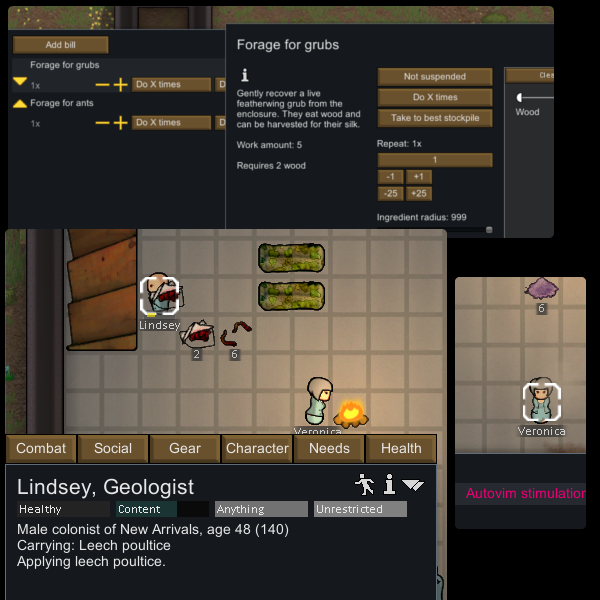 Add bill
Forage for grubs
1x
Do X times
D
Forage for ants
1x
Do X times
D
Forage for grubs
Gently recover a live
featherwing grub from the
enclosure. They eat wood and
can be harvested for their silk.
Work amount: 5
Requires 2 wood
Not suspended
Do X times
Take to best stockpile
Repeat: 1x
1
-1
+1
-25
+25
Ingredient radius: 999
Clea
Wood
Lindsey
2
6
Veronica
6
Veronica
Autovim stimulation
Combat
Social
Gear
Character
Needs
Health
Lindsey, Geologist
Healthy
Content
Anything
Unrestricted
Male colonist of New Arrivals, age 48 (140)
Carrying: Leech poultice
Applying leech poultice.